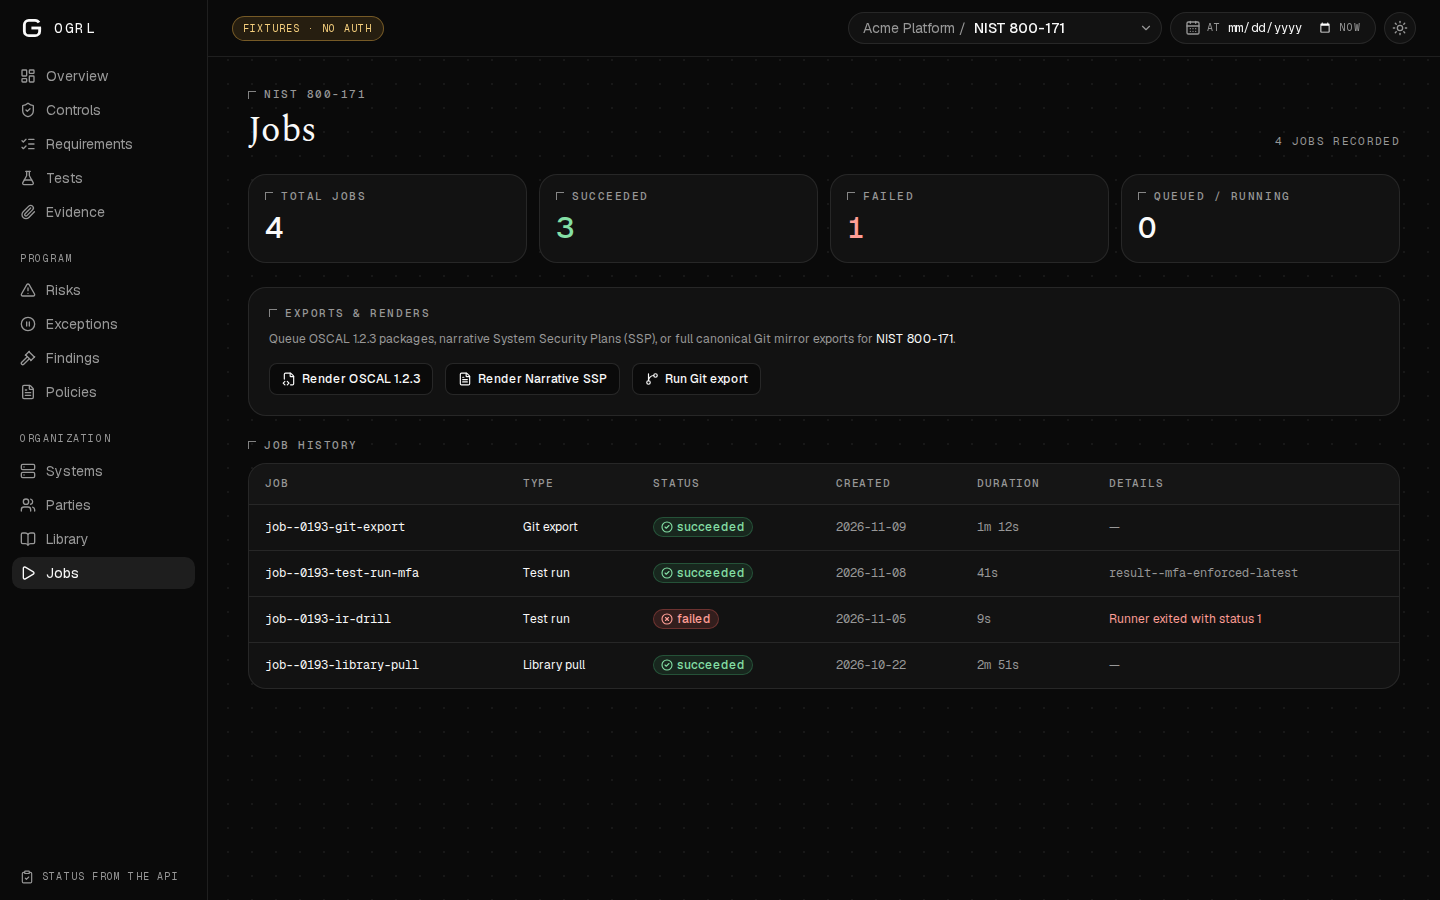 OGRL
FIXTURES · NO AUTH
Acme Platform / NIST 800-171
AT mm/dd/yyyy NOW
Overview
Controls
Requirements
Tests
Evidence
PROGRAM
Risks
Exceptions
Findings
Policies
ORGANIZATION
Systems
Parties
Library
Jobs
STATUS FROM THE API
NIST 800-171
Jobs
4 JOBS RECORDED
TOTAL JOBS
4
SUCCEEDED
3
FAILED
1
QUEUED / RUNNING
0
EXPORTS & RENDERS
Queue OSCAL 1.2.3 packages, narrative System Security Plans (SSP), or full canonical Git mirror exports for NIST 800-171.
Render OSCAL 1.2.3
Render Narrative SSP
Run Git export
JOB HISTORY
JOB TYPE STATUS CREATED DURATION DETAILS
job--0193-git-export Git export succeeded 2026-11-09 1m 12s —
job--0193-test-run-mfa Test run succeeded 2026-11-08 41s result--mfa-enforced-latest
job--0193-ir-drill Test run failed 2026-11-05 9s Runner exited with status 1
job--0193-library-pull Library pull succeeded 2026-10-22 2m 51s —